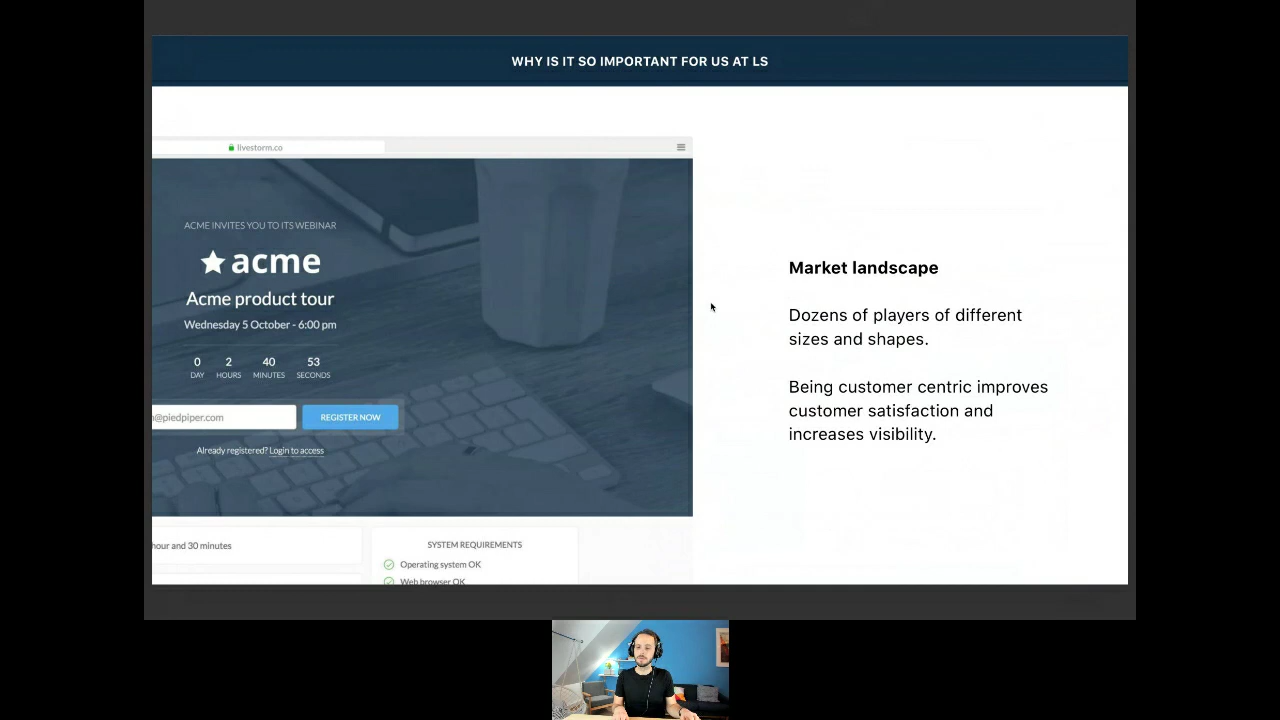 WHY IS IT SO IMPORTANT FOR US AT LS
livestorm.co
ACME INVITES YOU TO ITS WEBINAR
acme
Acme product tour
Wednesday 5 October - 6:00 pm
0 2 40 53
DAY HOURS MINUTES SECONDS
@piedpiper.com
REGISTER NOW
Already registered? Login to access
hour and 30 minutes
SYSTEM REQUIREMENTS
Operating system OK
Web browser OK
Market landscape
Dozens of players of different
sizes and shapes.
Being customer centric improves
customer satisfaction and
increases visibility.